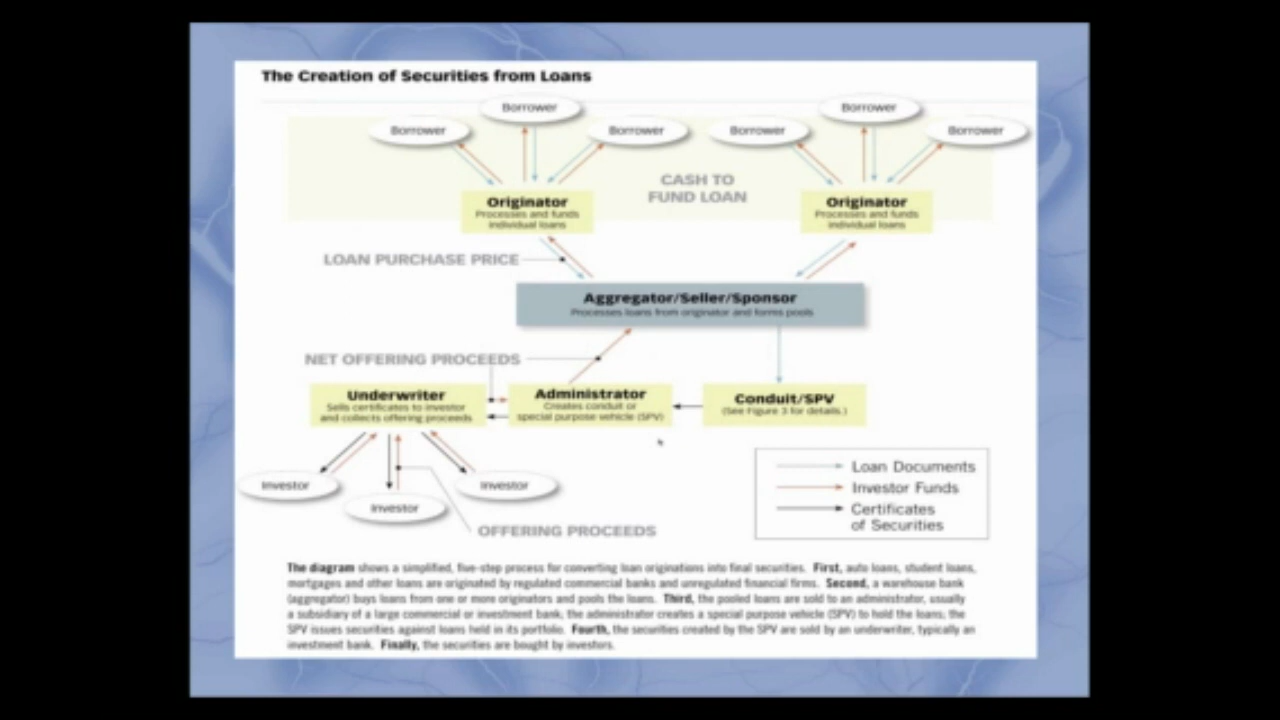 The Creation of Securities from Loans
Borrower
Borrower
Borrower
Borrower
Borrower
Borrower
CASH TO
FUND LOAN
Originator
Processes and funds
individual loans
Originator
Processes and funds
individual loans
LOAN PURCHASE PRICE
Aggregator/Seller/Sponsor
Processes loans from originator and forms pools
NET OFFERING PROCEEDS
Underwriter
Sells certificates to investor
and collects offering proceeds
Administrator
Creates conduit or
special purpose vehicle (SPV)
Conduit/SPV
(See Figure 3 for details.)
Investor
Investor
Investor
OFFERING PROCEEDS
Loan Documents
Investor Funds
Certificates
of Securities
The diagram shows a simplified, five-step process for converting loan originations into final securities. First, auto loans, student loans,
mortgages and other loans are originated by regulated commercial banks and unregulated financial firms. Second, a warehouse bank
(aggregator) buys loans from one or more originators and pools the loans. Third, the pooled loans are sold to an administrator, usually
a subsidiary of a large commercial or investment bank; the administrator creates a special purpose vehicle (SPV) to hold the loans; the
SPV issues securities against loans held in its portfolio. Fourth, the securities created by the SPV are sold by an underwriter, typically an
investment bank. Finally, the securities are bought by investors.